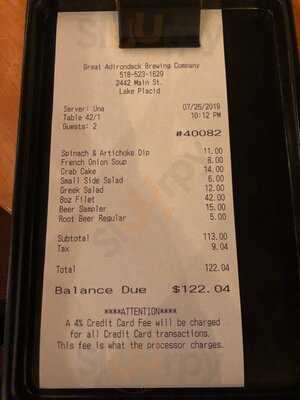 Great Adirondack Brewing Company
518-523-1629
2442 Main St.
Lake Placid
Server: Una 07/25/2019
Table 42/1 10:12 PM
Guests: 2
#40082
Spinach & Artichoke Dip 11.00
French Onion Soup 8.00
Crab Cake 14.00
Small Side Salad 6.00
Greek Salad 12.00
8oz Filet 42.00
Beer Sampler 15.00
Root Beer Regular 5.00
Subtotal 113.00
Tax 9.04
Total 122.04
Balance Due $122.04
****ATTENTION****
A 4% Credit Card Fee will be charged
for all Credit Card transactions.
This fee is what the processor charges.